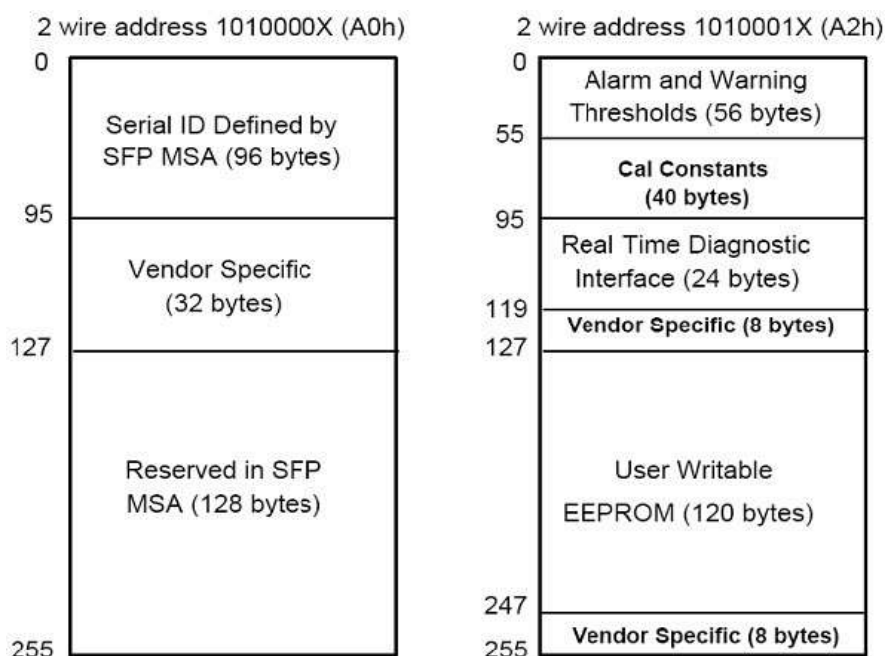 2 wire address 1010000X (A0h)
0
Serial ID Defined by
SFP MSA (96 bytes)
95
Vendor Specific
(32 bytes)
127
Reserved in SFP
MSA (128 bytes)
255
2 wire address 1010001X (A2h)
0
Alarm and Warning
Thresholds (56 bytes)
55
Cal Constants
(40 bytes)
95
Real Time Diagnostic
Interface (24 bytes)
119
Vendor Specific (8 bytes)
127
User Writable
EEPROM (120 bytes)
247
Vendor Specific (8 bytes)
255